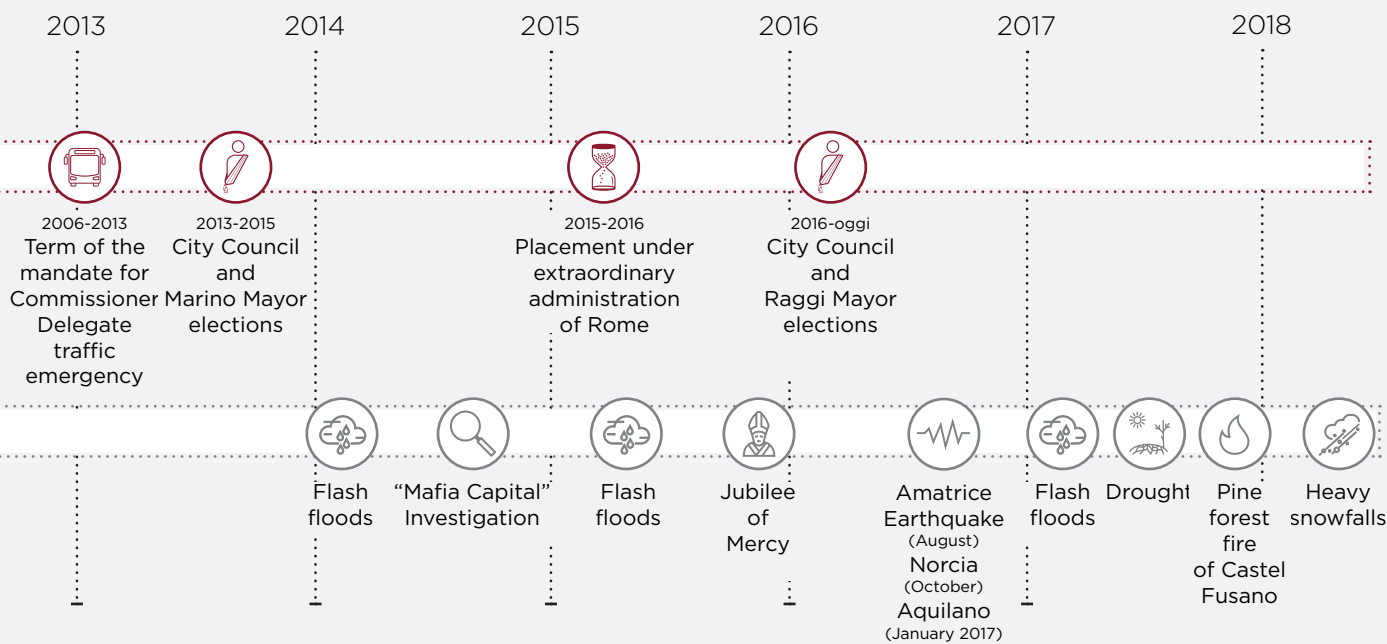 2013
2014
2015
2016
2017
2018
2006-2013
Term of the
mandate for
Commissioner
Delegate
traffic
emergency
2013-2015
City Council
and
Marino Mayor
elections
2015-2016
Placement under
extraordinary
administration
of Rome
2016-oggi
City Council
and
Raggi Mayor
elections
Flash
floods
“Mafia Capital”
Investigation
Flash
floods
Jubilee
of
Mercy
Amatrice
Earthquake
(August)
Norcia
(October)
Aquilano
(January 2017)
Flash
floods
Drought
Pine
forest
fire
of Castel
Fusano
Heavy
snowfalls